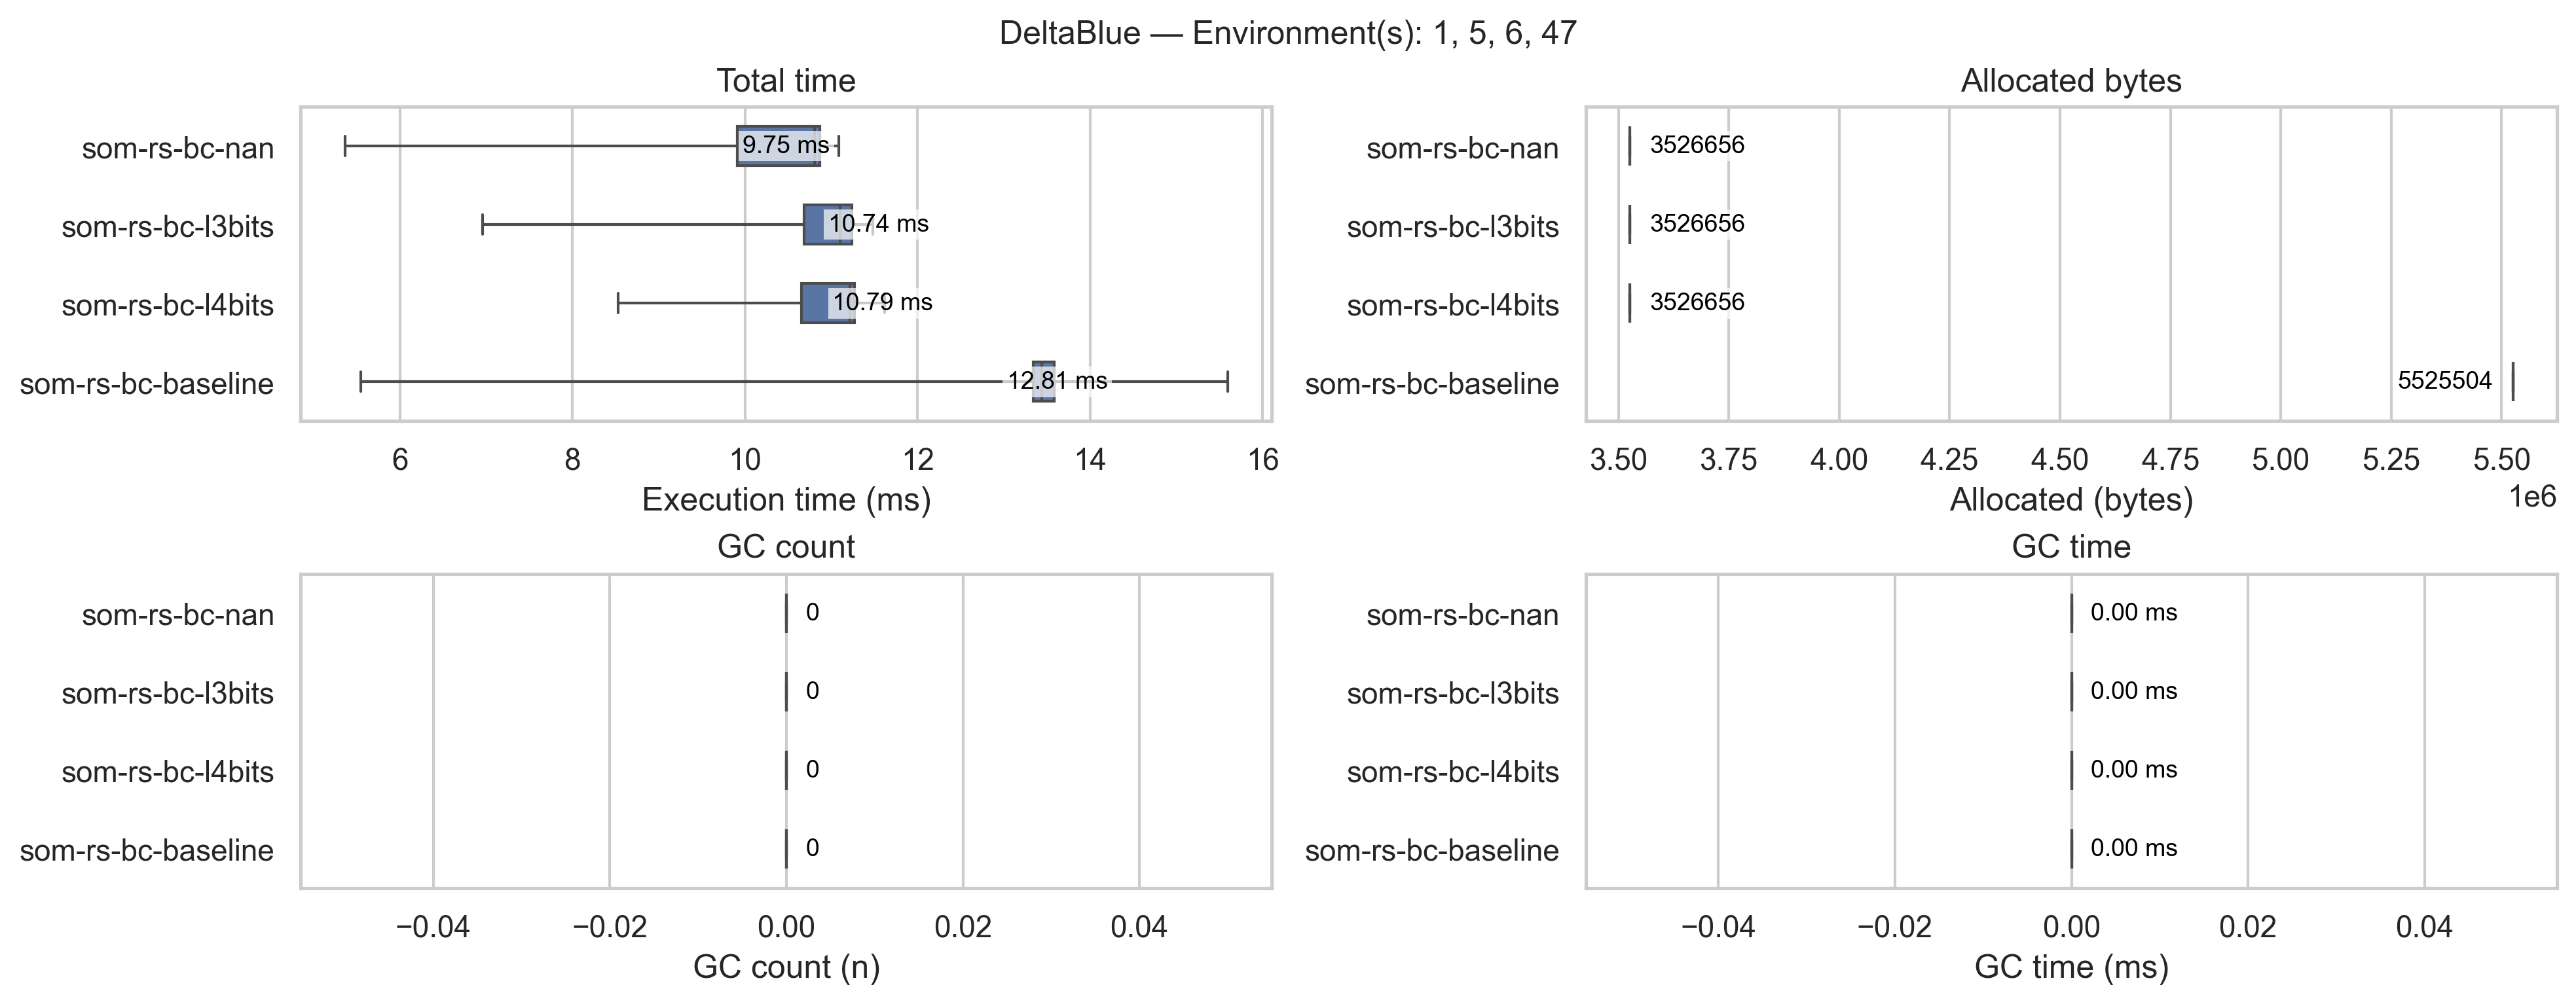 DeltaBlue — Environment(s): 1, 5, 6, 47
Total time
som-rs-bc-nan
9.75 ms
som-rs-bc-l3bits
10.74 ms
som-rs-bc-l4bits
10.79 ms
som-rs-bc-baseline
12.81 ms
6 8 10 12 14 16
Execution time (ms)
Allocated bytes
som-rs-bc-nan
3526656
som-rs-bc-l3bits
3526656
som-rs-bc-l4bits
3526656
som-rs-bc-baseline
5525504
3.50 3.75 4.00 4.25 4.50 4.75 5.00 5.25 5.50
1e6
Allocated (bytes)
GC count
som-rs-bc-nan
0
som-rs-bc-l3bits
0
som-rs-bc-l4bits
0
som-rs-bc-baseline
0
−0.04 −0.02 0.00 0.02 0.04
GC count (n)
GC time
som-rs-bc-nan
0.00 ms
som-rs-bc-l3bits
0.00 ms
som-rs-bc-l4bits
0.00 ms
som-rs-bc-baseline
0.00 ms
−0.04 −0.02 0.00 0.02 0.04
GC time (ms)